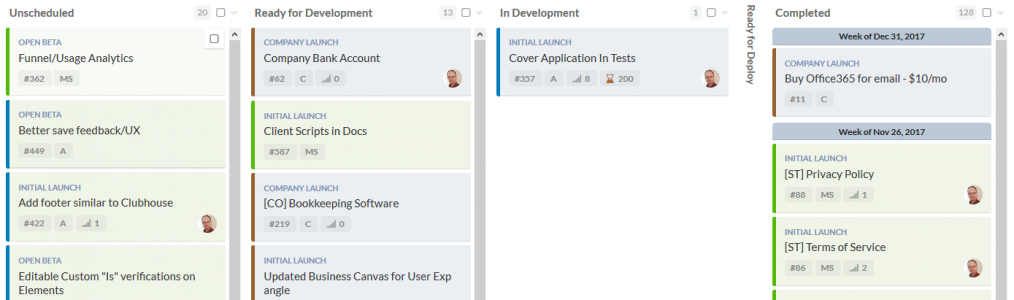 Unscheduled 20
OPEN BETA
Funnel/Usage Analytics
#362 MS
OPEN BETA
Better save feedback/UX
#449 A
INITIAL LAUNCH
Add footer similar to Clubhouse
#422 A 1
OPEN BETA
Editable Custom "Is" verifications on
Elements
Ready for Development 13
COMPANY LAUNCH
Company Bank Account
#62 C 0
INITIAL LAUNCH
Client Scripts in Docs
#587 MS
COMPANY LAUNCH
[CO] Bookkeeping Software
#219 C 0
INITIAL LAUNCH
Updated Business Canvas for User Exp
angle
In Development 1
INITIAL LAUNCH
Cover Application In Tests
#357 A 8 200
Ready for Deploy
Completed 128
Week of Dec 31, 2017
COMPANY LAUNCH
Buy Office365 for email - $10/mo
#11 C
Week of Nov 26, 2017
INITIAL LAUNCH
[ST] Privacy Policy
#88 MS 1
INITIAL LAUNCH
[ST] Terms of Service
#86 MS 2